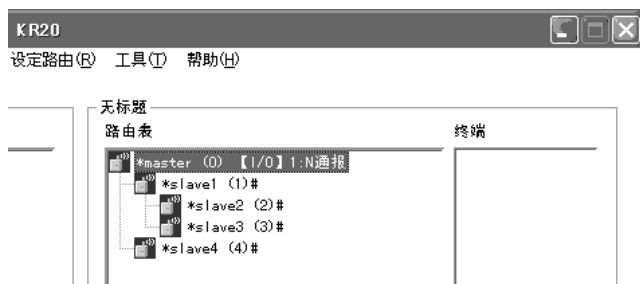 KR20
设定路由(R) 工具(T) 帮助(H)
无标题
路由表 终端
*master (0) 【I/O】1:N通报
*slave1 (1)#
*slave2 (2)#
*slave3 (3)#
*slave4 (4)#